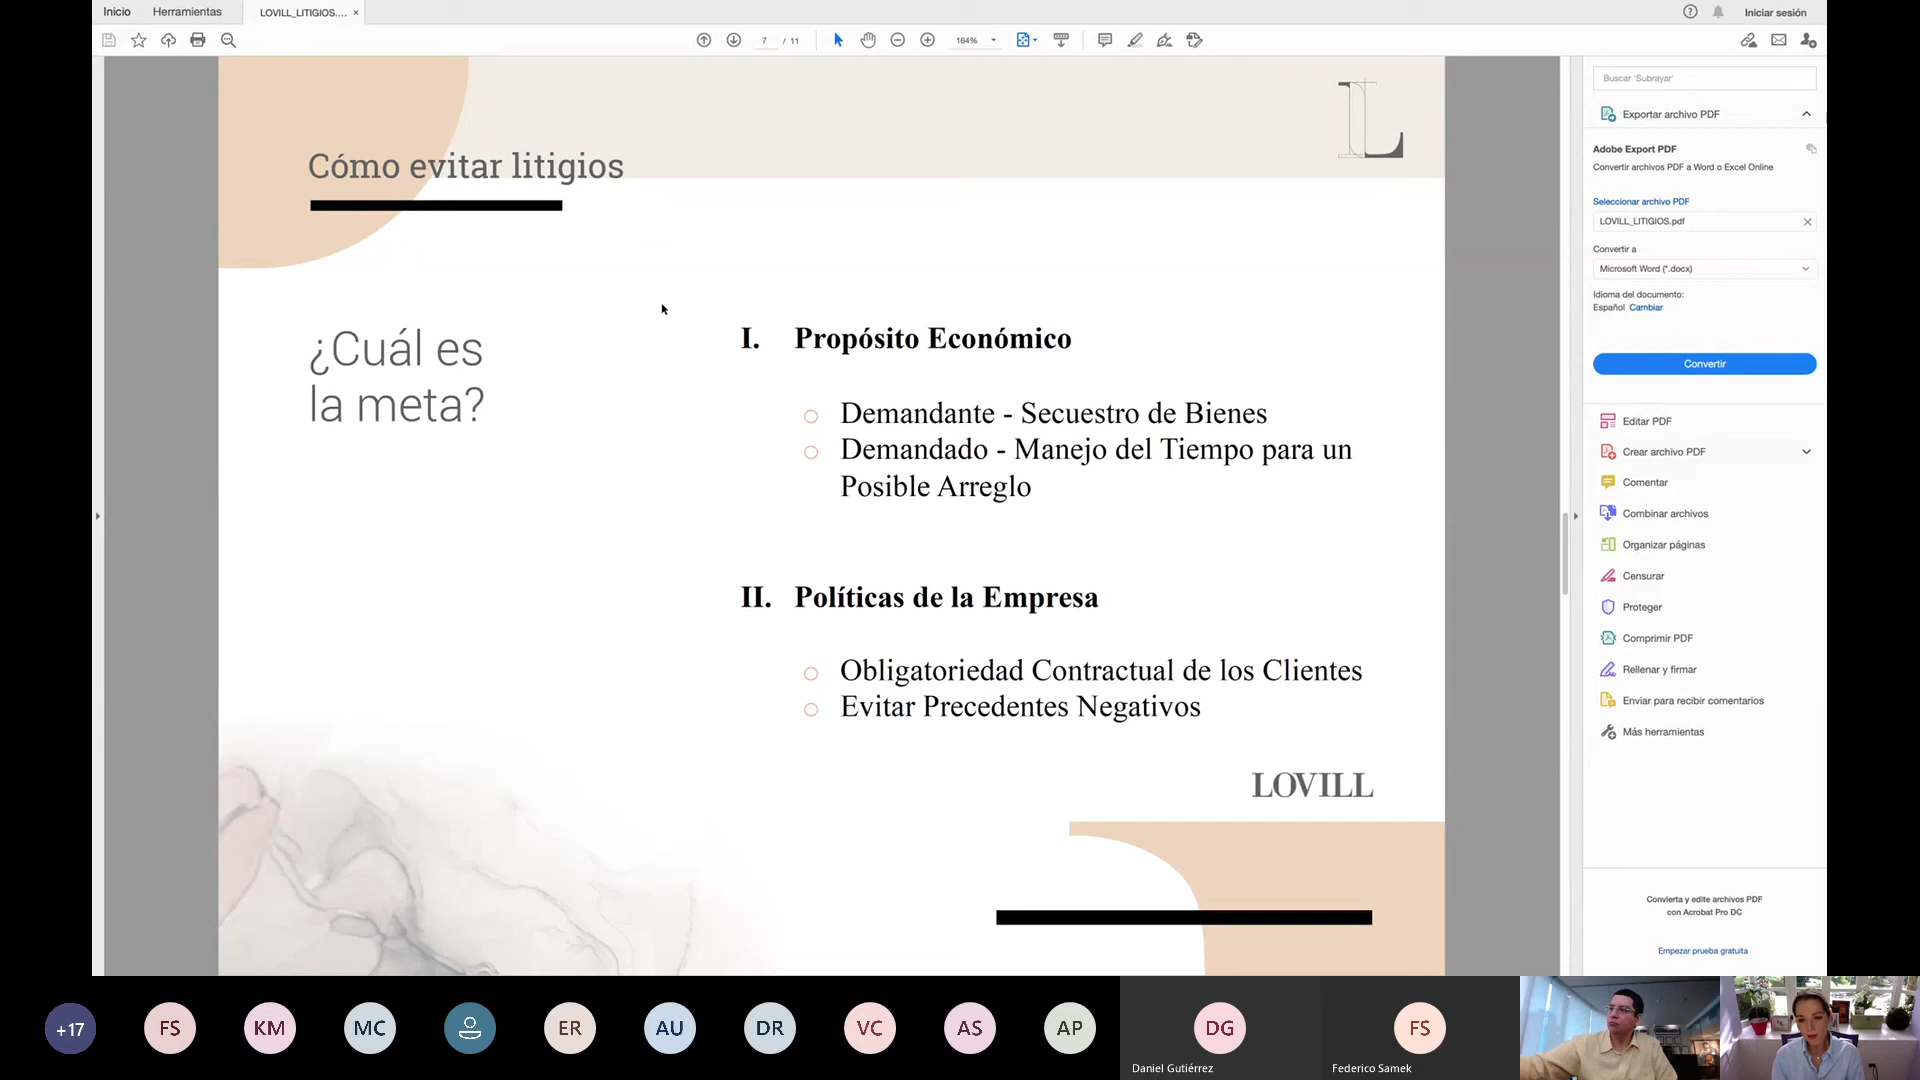 Inicio Herramientas LOVILL_LITIGIOS.... × Iniciar sesión
7 / 11 164%
L
Cómo evitar litigios
¿Cuál es
la meta?
I. Propósito Económico
Demandante - Secuestro de Bienes
Demandado - Manejo del Tiempo para un
Posible Arreglo
II. Políticas de la Empresa
Obligatoriedad Contractual de los Clientes
Evitar Precedentes Negativos
LOVILL
Buscar 'Subrayar'
Exportar archivo PDF
Adobe Export PDF
Convertir archivos PDF a Word o Excel Online
Seleccionar archivo PDF
LOVILL_LITIGIOS.pdf
Convertir a
Microsoft Word (*.docx)
Idioma del documento:
Español Cambiar
Convertir
Editar PDF
Crear archivo PDF
Comentar
Combinar archivos
Organizar páginas
Censurar
Proteger
Comprimir PDF
Rellenar y firmar
Enviar para recibir comentarios
Más herramientas
Convierta y edite archivos PDF
con Acrobat Pro DC
Empezar prueba gratuita
+17 FS KM MC ER AU DR VC AS AP DG FS
Daniel Gutiérrez Federico Samek